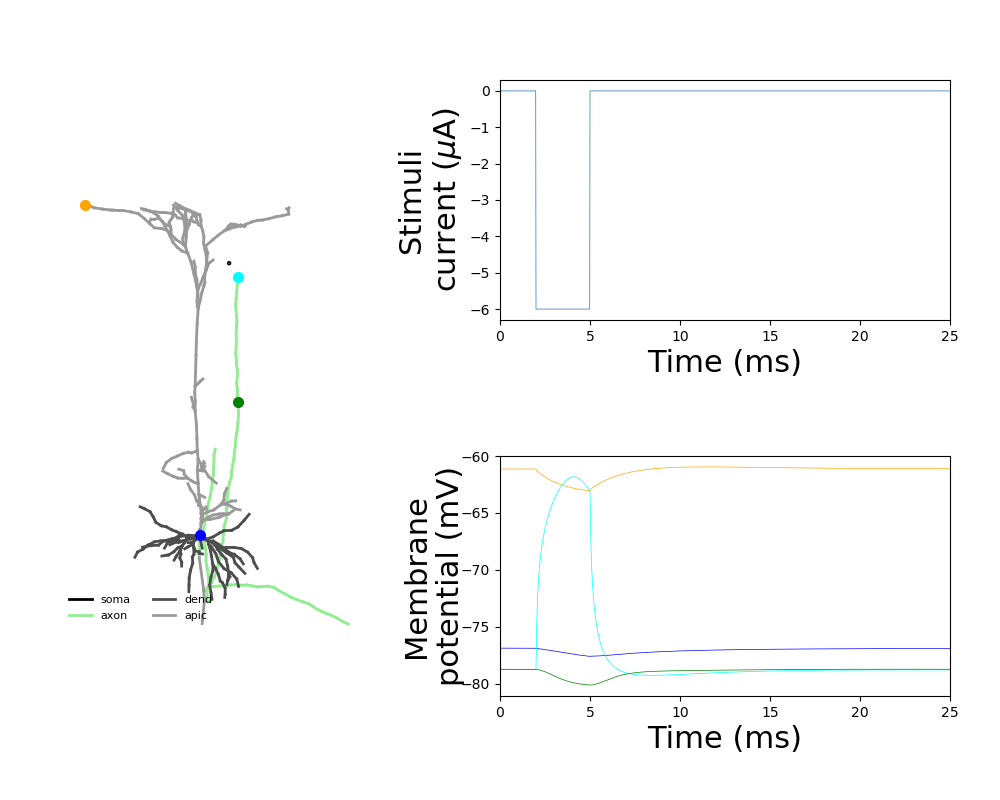 soma
dend
axon
apic
Stimuli
current (μA)
0
−1
−2
−3
−4
−5
−6
0 5 10 15 20 25
Time (ms)
Membrane
potential (mV)
−60
−65
−70
−75
−80
0 5 10 15 20 25
Time (ms)